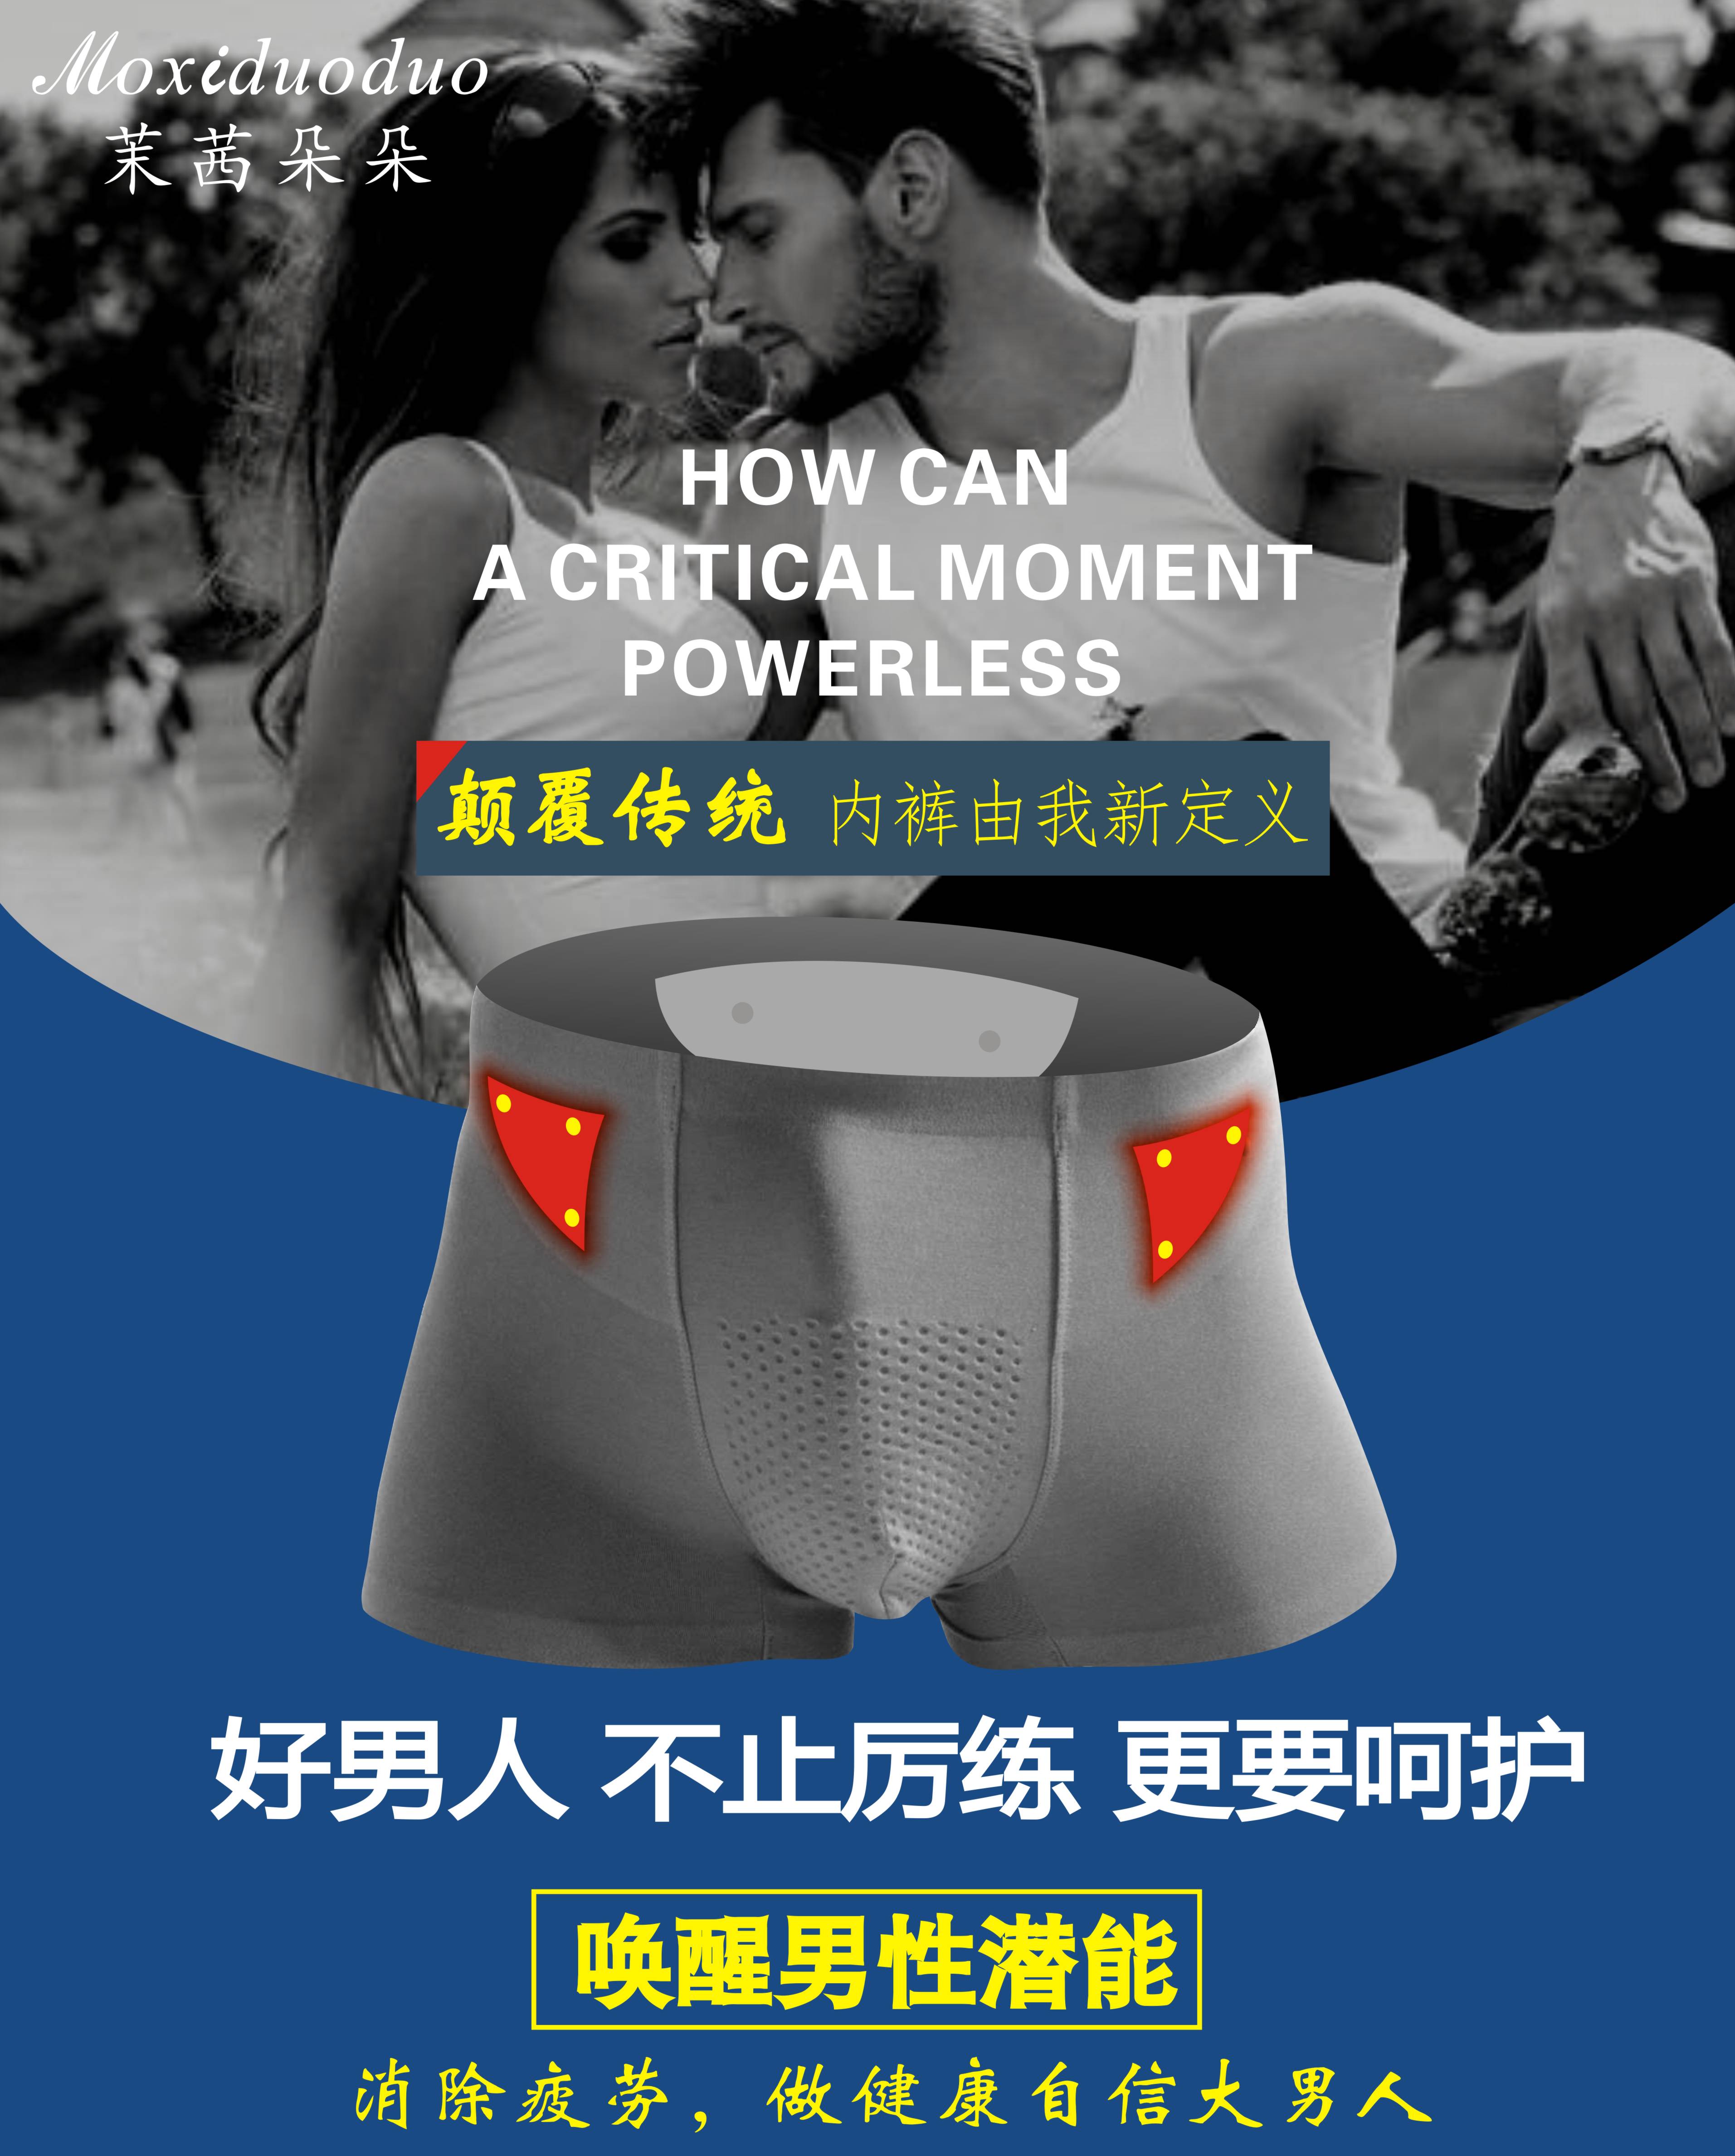 Moxiduoduo
茉茜朵朵
HOW CAN
A CRITICAL MOMENT
POWERLESS
颠覆传统 内裤由我新定义
好男人 不止厉练 更要呵护
唤醒男性潜能
消除疲劳，做健康自信大男人